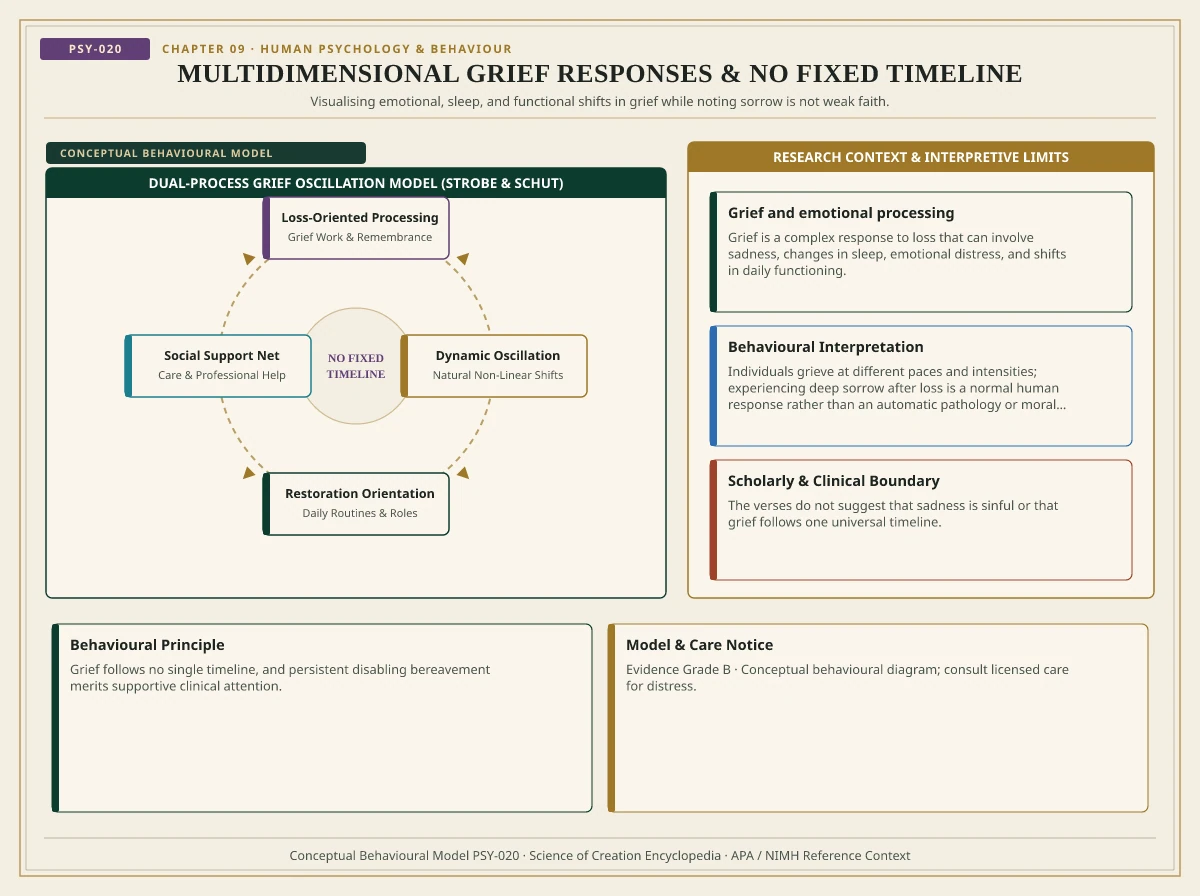 PSY-020
CHAPTER 09 · HUMAN PSYCHOLOGY & BEHAVIOUR
MULTIDIMENSIONAL GRIEF RESPONSES & NO FIXED TIMELINE
Visualising emotional, sleep, and functional shifts in grief while noting sorrow is not weak faith.
CONCEPTUAL BEHAVIOURAL MODEL
DUAL-PROCESS GRIEF OSCILLATION MODEL (STROBE & SCHUT)
Loss-Oriented Processing
Grief Work & Remembrance
Social Support Net
Care & Professional Help
NO FIXED
TIMELINE
Dynamic Oscillation
Natural Non-Linear Shifts
Restoration Orientation
Daily Routines & Roles
RESEARCH CONTEXT & INTERPRETIVE LIMITS
Grief and emotional processing
Grief is a complex response to loss that can involve
sadness, changes in sleep, emotional distress, and shifts
in daily functioning.
Behavioural Interpretation
Individuals grieve at different paces and intensities;
experiencing deep sorrow after loss is a normal human
response rather than an automatic pathology or moral...
Scholarly & Clinical Boundary
The verses do not suggest that sadness is sinful or that
grief follows one universal timeline.
Behavioural Principle
Grief follows no single timeline, and persistent disabling bereavement
merits supportive clinical attention.
Model & Care Notice
Evidence Grade B · Conceptual behavioural diagram; consult licensed care
for distress.
Conceptual Behavioural Model PSY-020 · Science of Creation Encyclopedia · APA / NIMH Reference Context